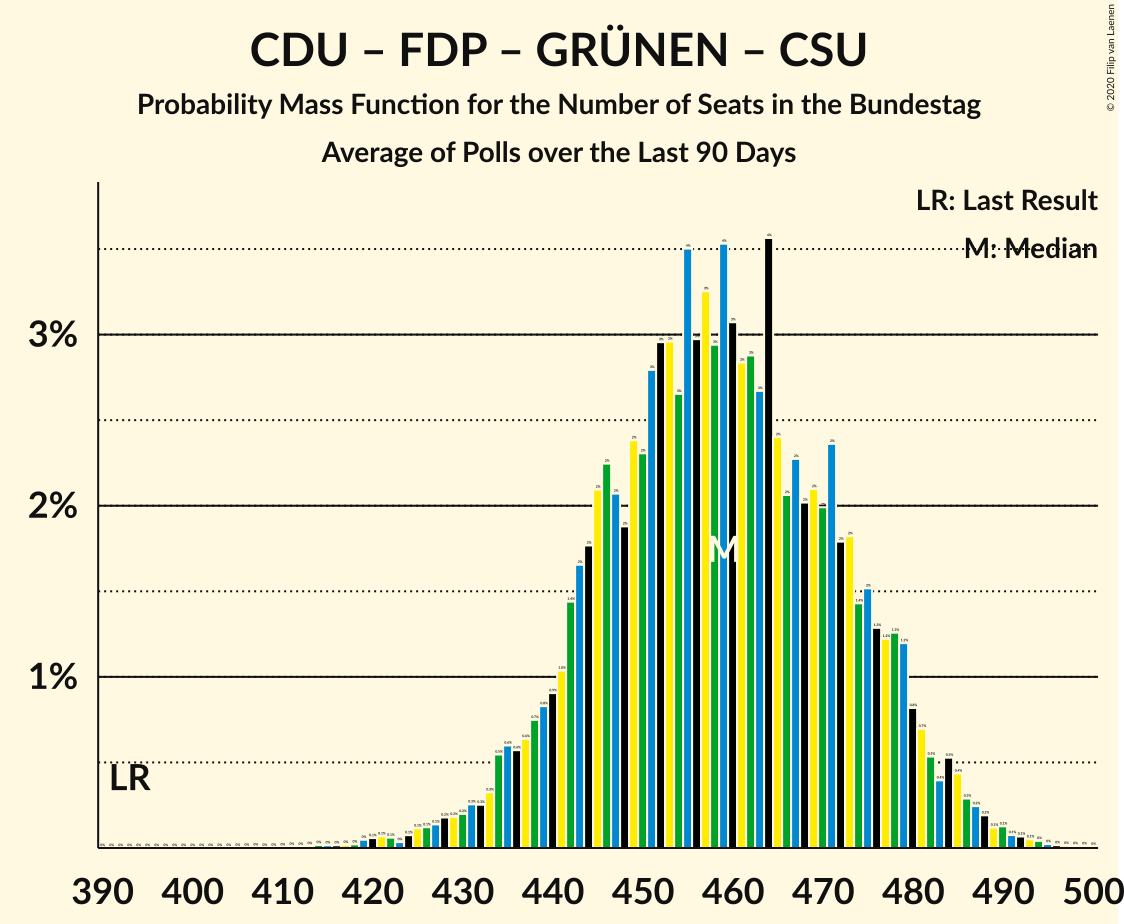 CDU – FDP – GRÜNEN – CSU
Probability Mass Function for the Number of Seats in the Bundestag
Average of Polls over the Last 90 Days
© 2020 Filip van Laenen
LR: Last Result
M: Median
3%
2%
1%
LR
M
390 400 410 420 430 440 450 460 470 480 490 500